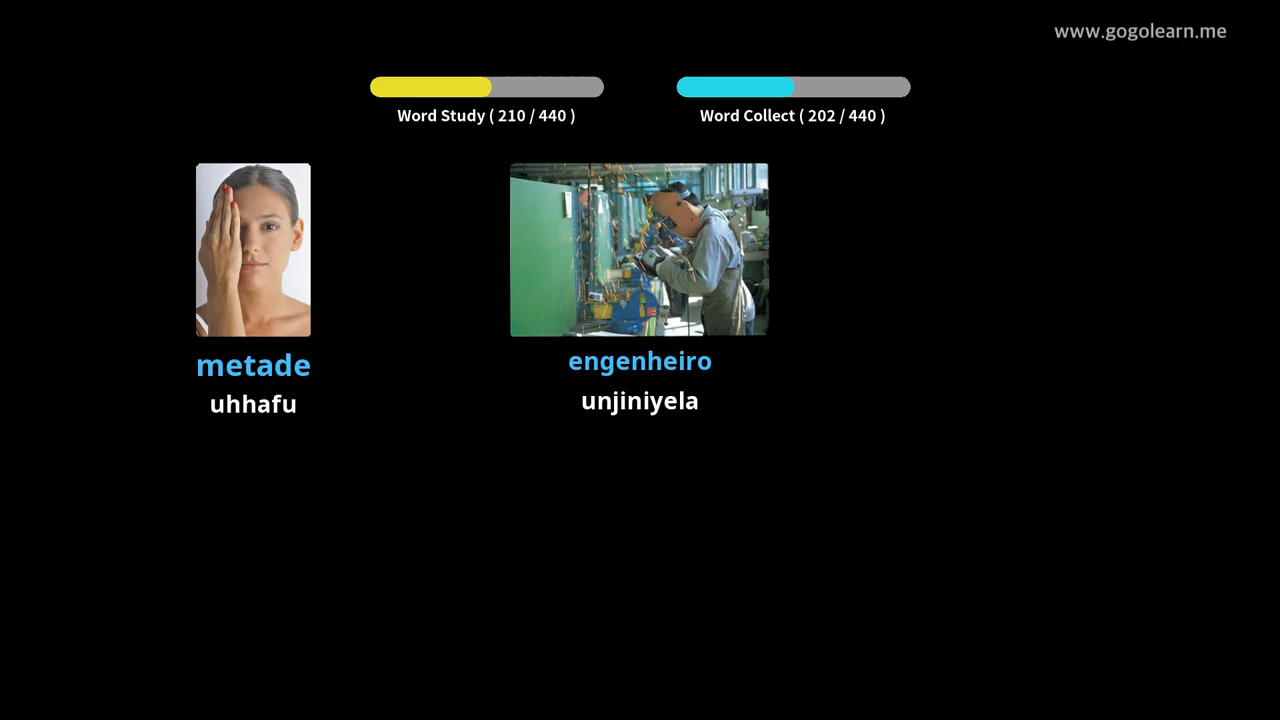 www.gogolearn.me
Word Study ( 210 / 440 )
Word Collect ( 202 / 440 )
metade
uhhafu
engenheiro
unjiniyela